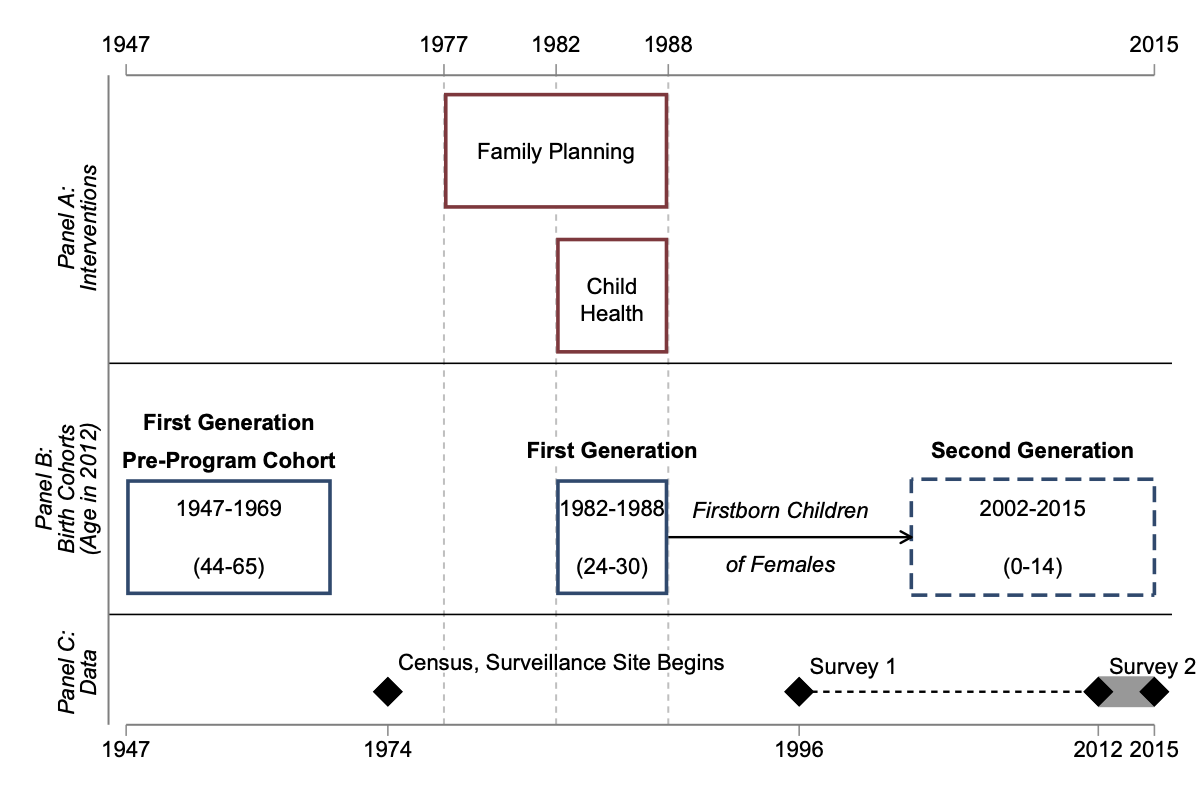 1947 1977 1982 1988 2015
Panel A:
Interventions
Family Planning
Child
Health
Panel B:
Birth Cohorts
(Age in 2012)
First Generation
Pre-Program Cohort
1947-1969
(44-65)
First Generation
1982-1988
(24-30)
Firstborn Children
of Females
Second Generation
2002-2015
(0-14)
Panel C:
Data
Census, Surveillance Site Begins
Survey 1
Survey 2
1947 1974 1996 2012 2015